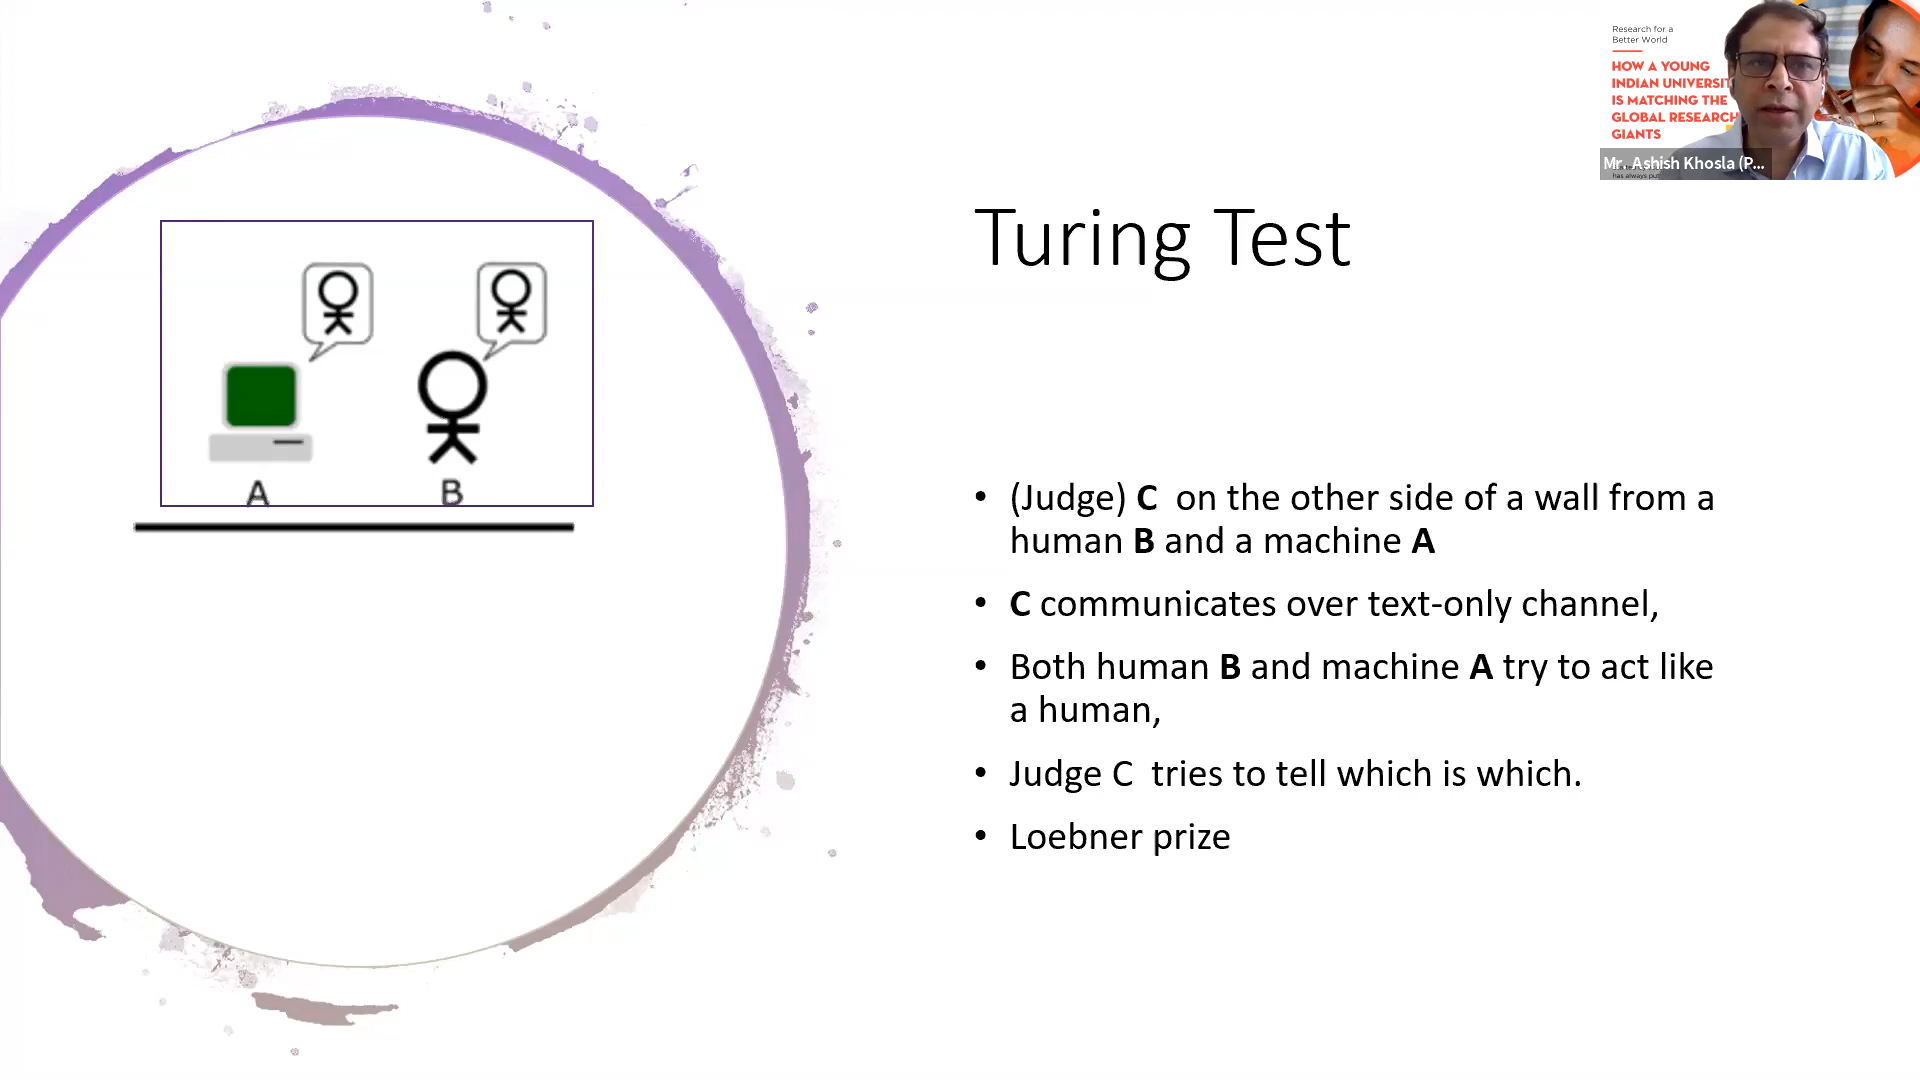 Research for a
Better World
HOW A YOUNG
INDIAN
IS MATCHING THE
GLOBAL RESEARCH
GIANTS
Mr. Ashish Khosla (P...
has always
Turing Test
A
B
• (Judge) C on the other side of a wall from a
human B and a machine A
• C communicates over text-only channel,
• Both human B and machine A try to act like
a human,
• Judge C tries to tell which is which.
• Loebner prize